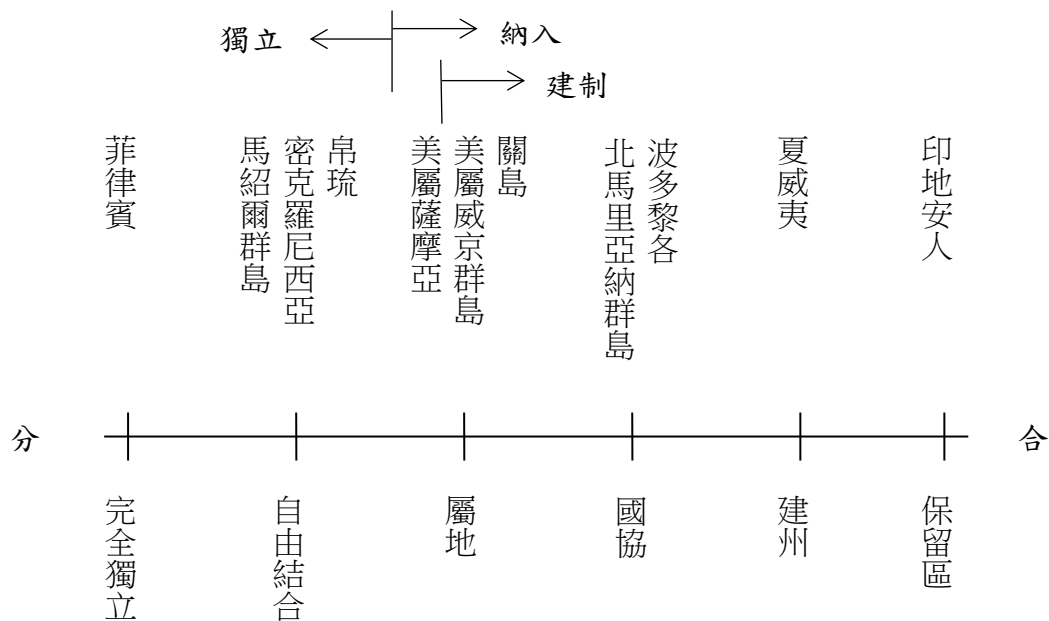 獨立
納入
建制
菲律賓
馬紹爾群島
密克羅尼西亞
帛琉
美屬薩摩亞
美屬威京群島
關島
北馬里亞納群島
波多黎各
夏威夷
印地安人
分
合
完全獨立
自由結合
屬地
國協
建州
保留區